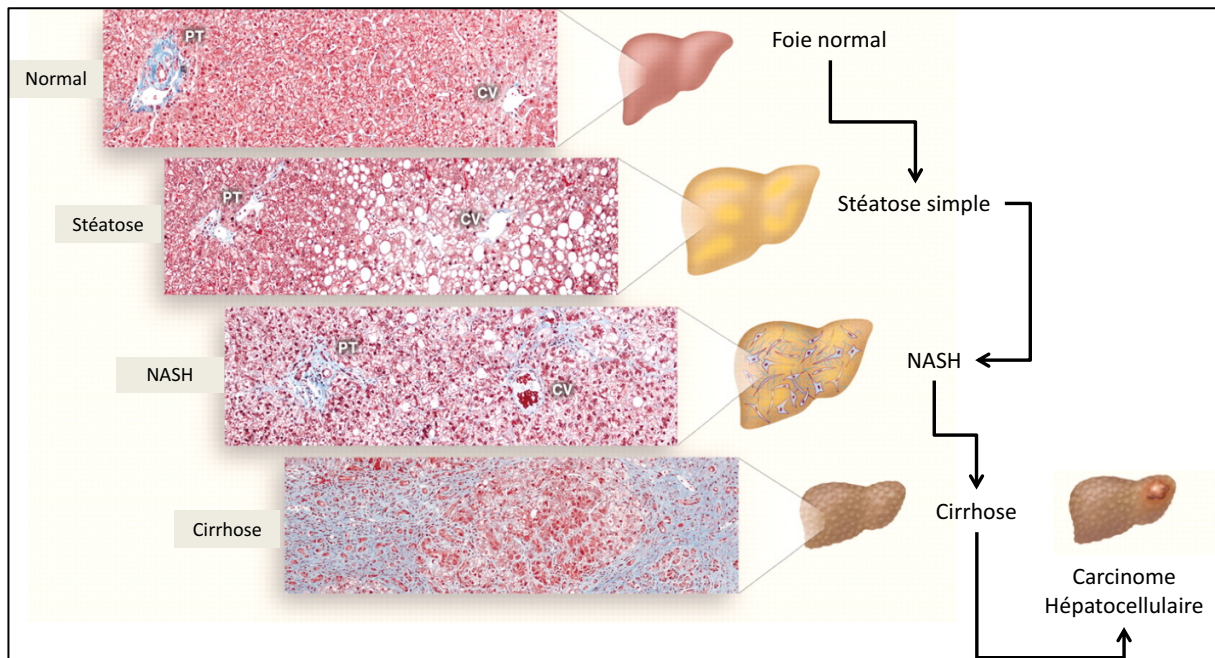 PT
Normal
CV
Foie normal
PT
Stéatose
CV
Stéatose simple
PT
NASH
CV
NASH
Cirrhose
Cirrhose
Carcinome
Hépatocellulaire